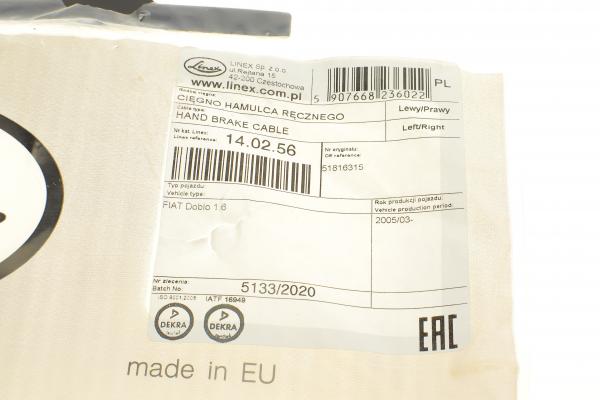 Linex
LINEX Sp. z o.o.
ul Rejtana 15
42-200 Częstochowa
www.linex.com.pl
5 907668 236022
PL
CIĘGNO HAMULCA RĘCZNEGO
Lewy/Prawy
Cable type:
HAND BRAKE CABLE
Left/Right
Nr kat. Linex:
Linex reference:
14.02.56
Nr oryginału:
OE reference:
51816315
Typ pojazdu:
Vehicle type:
Rok produkcji pojazdu:
Vehicle production period:
FIAT Doblo 1.6
2005/03-
Nr zlecenia:
Batch No:
5133/2020
ISO 9001:2008
IATF 16949
DEKRA
DEKRA
EAC
made in EU